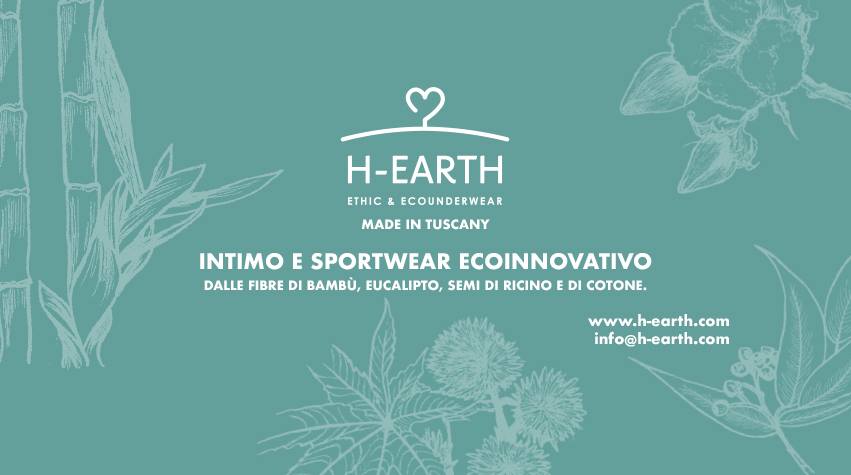 H-EARTH
ETHIC & ECOUNDERWEAR
MADE IN TUSCANY
INTIMO E SPORTWEAR ECOINNOVATIVO
DALLE FIBRE DI BAMBÙ, EUCALIPTO, SEMI DI RICINO E DI COTONE.
www.h-earth.com
info@h-earth.com